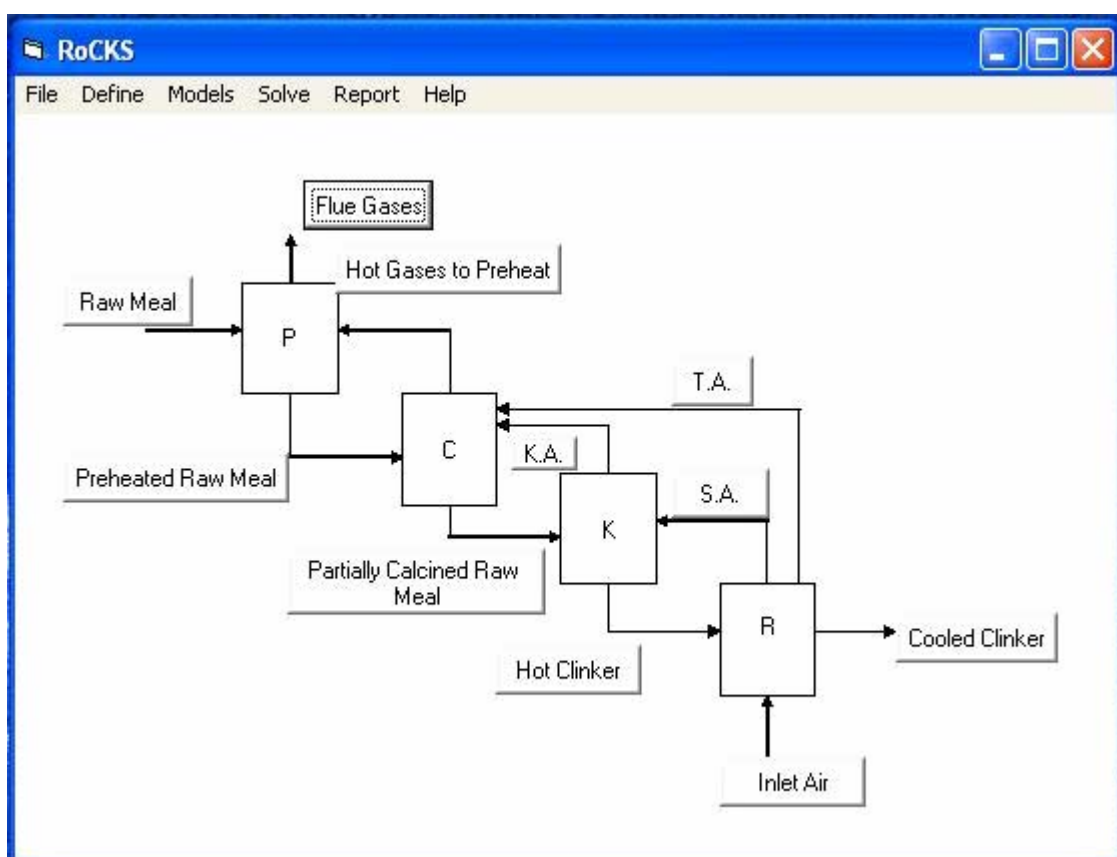 RoCKS
File Define Models Solve Report Help
Flue Gases
Hot Gases to Preheat
Raw Meal
P
T.A.
C
K.A.
Preheated Raw Meal
S.A.
K
Partially Calcined Raw
Meal
R
Cooled Clinker
Hot Clinker
Inlet Air